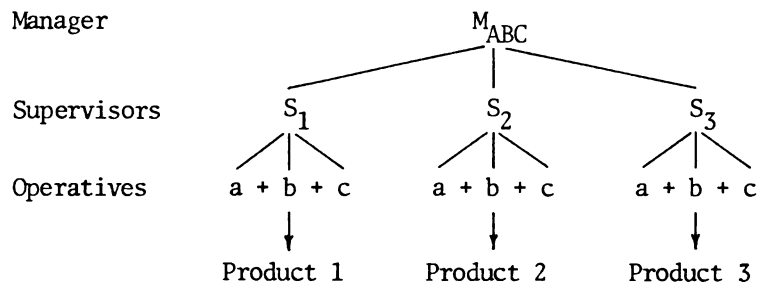 Manager M_ABC
Supervisors S_1 S_2 S_3
Operatives a + b + c a + b + c a + b + c
Product 1 Product 2 Product 3